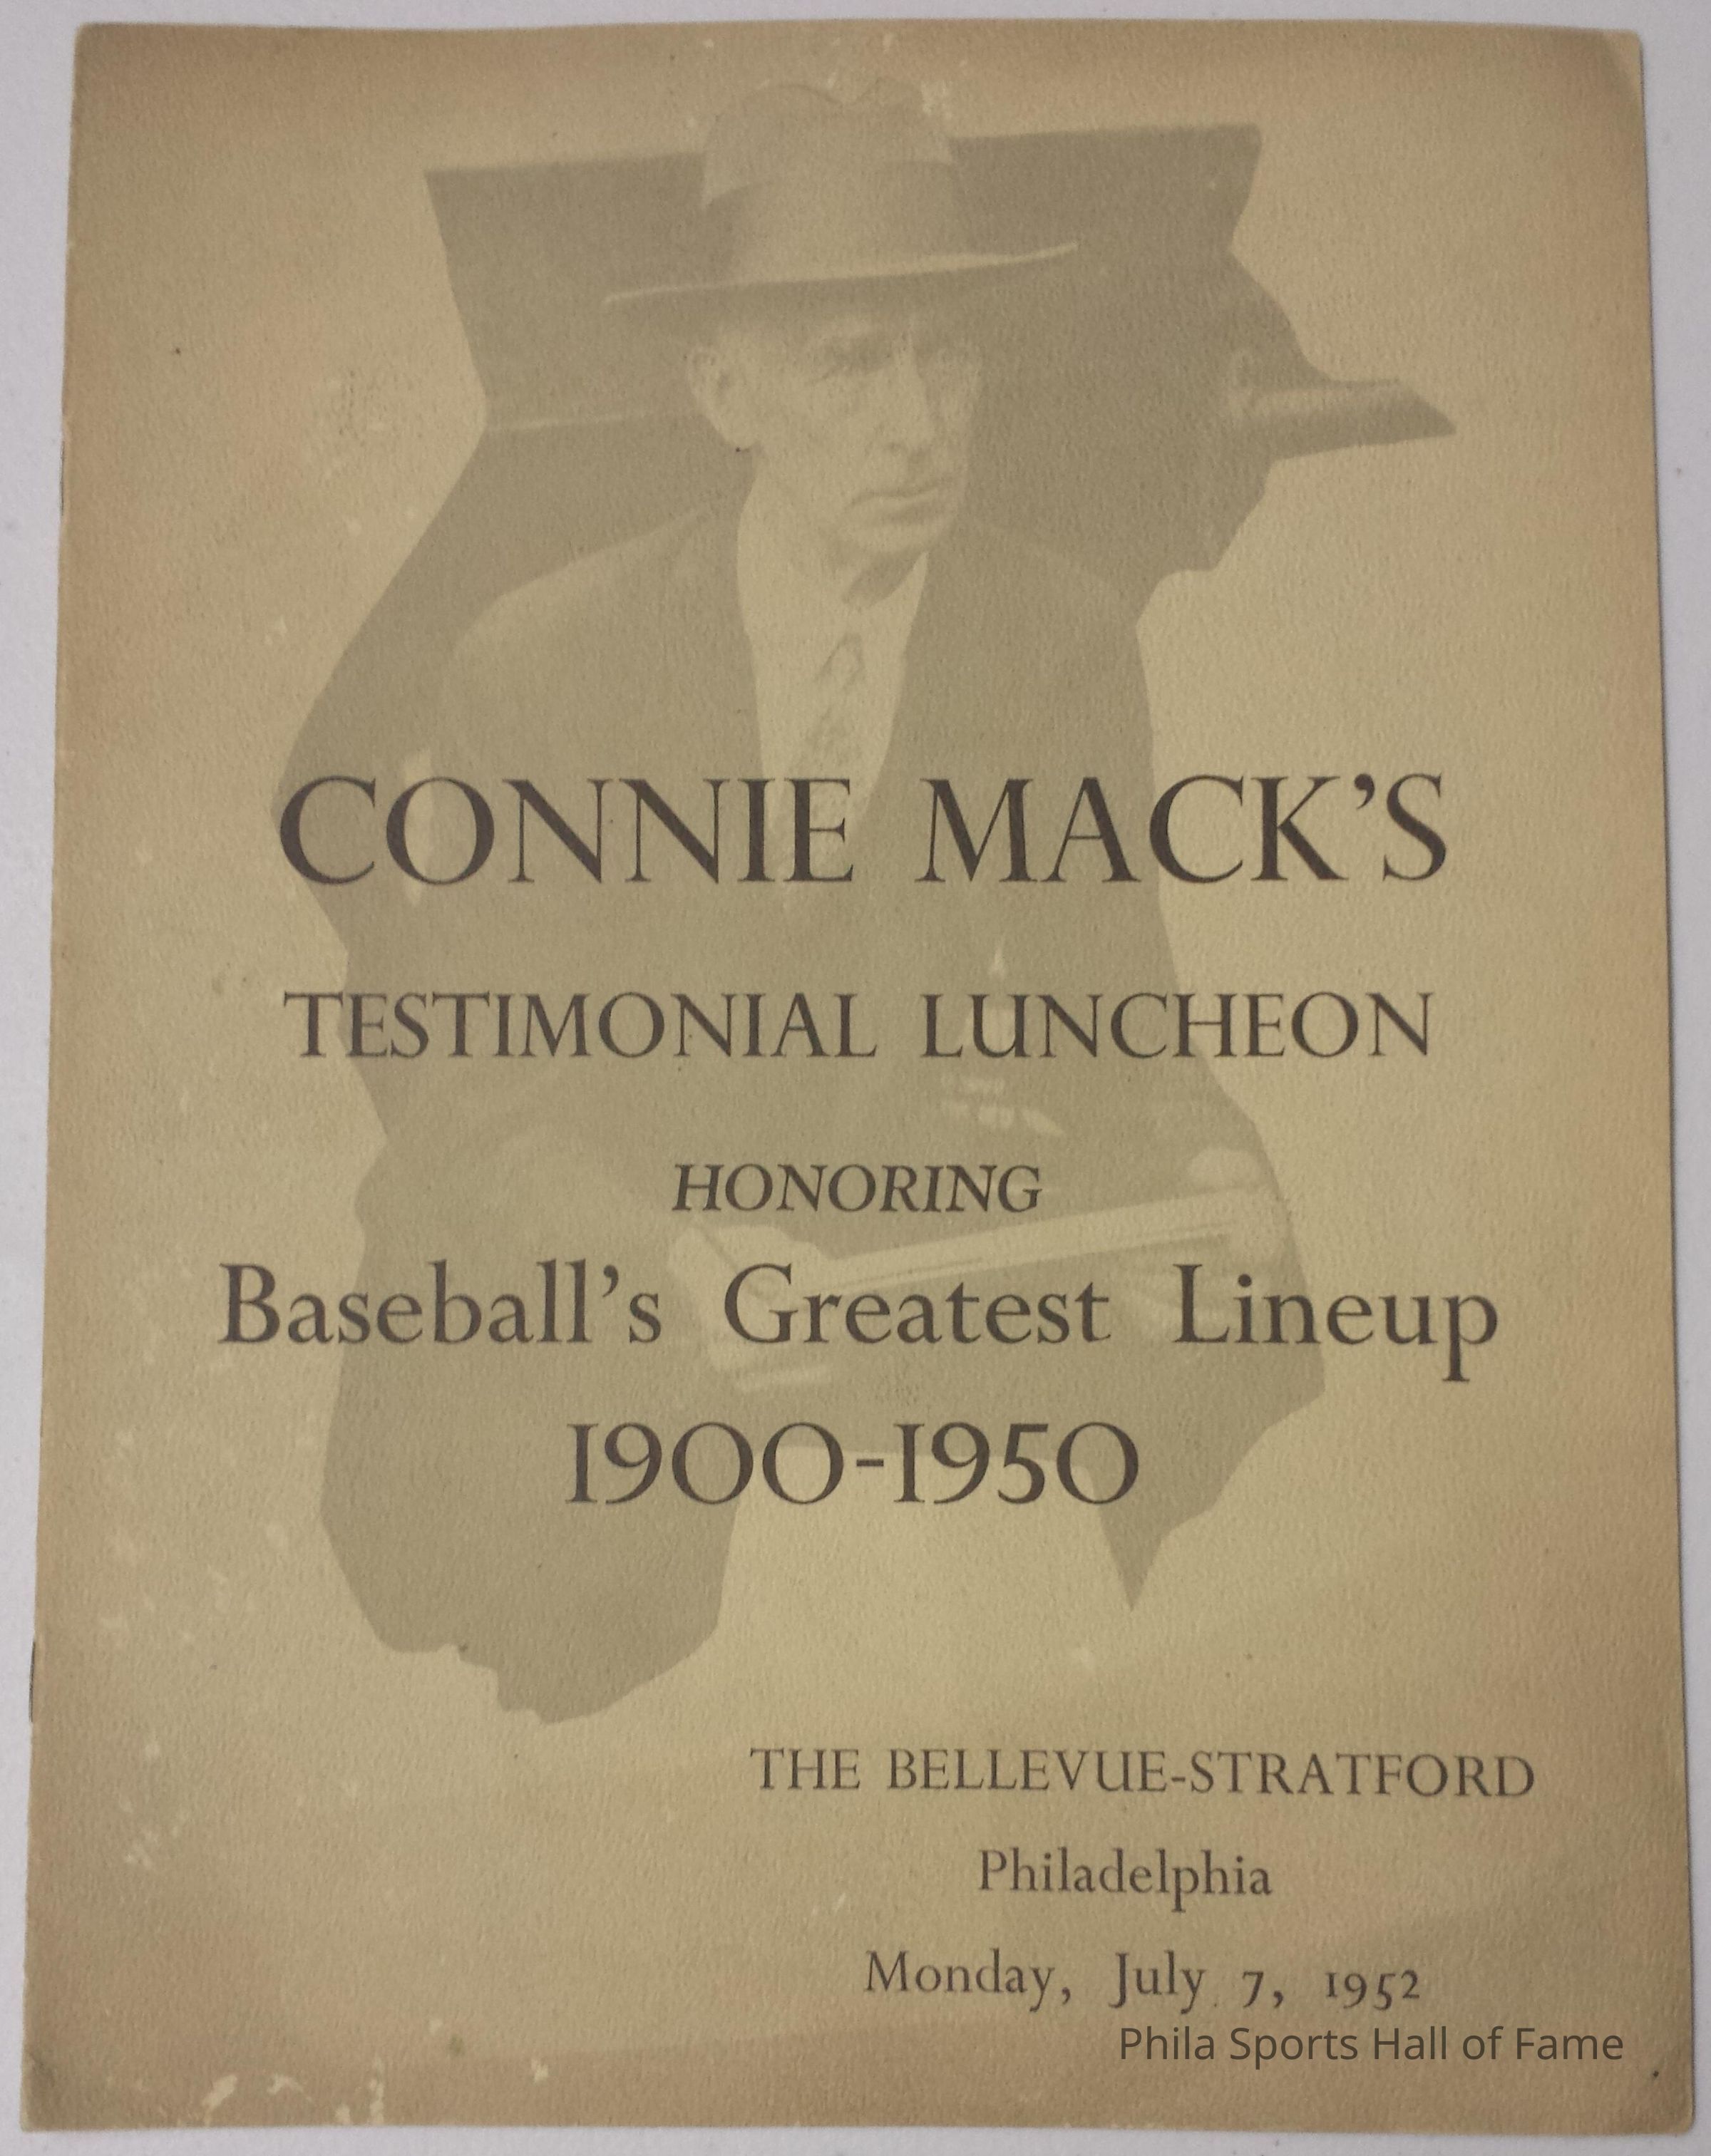 CONNIE MACK'S
TESTIMONIAL LUNCHEON
HONORING
Baseball's Greatest Lineup
1900-1950
THE BELLEVUE-STRATFORD
Philadelphia
Monday, July 7, 1952
Phila Sports Hall of Fame